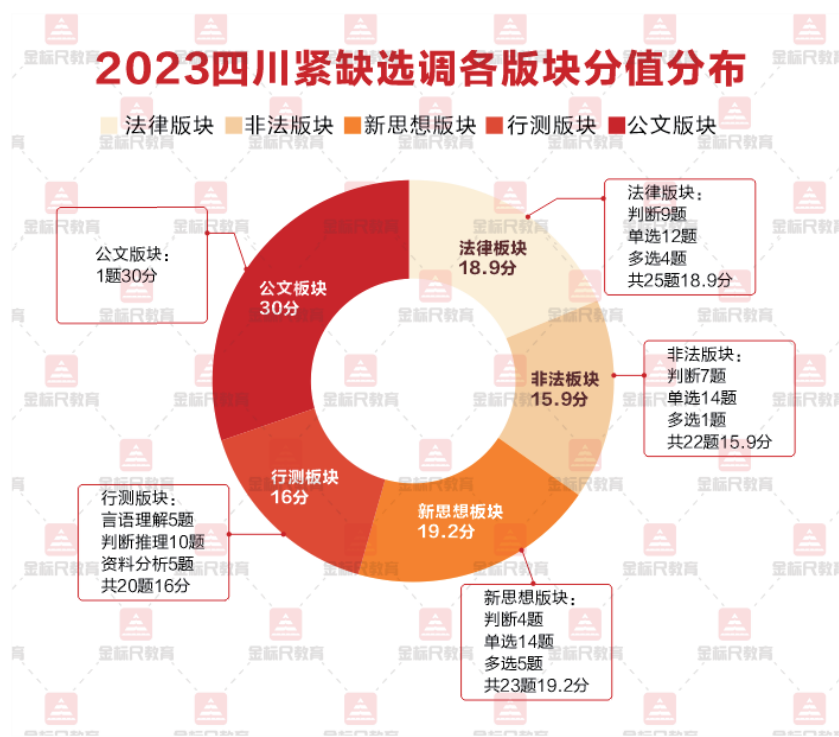 2023四川紧缺选调各版块分值分布
法律版块 非法版块 新思想版块 行测版块 公文版块
法律版块：
判断9题
单选12题
多选4题
共25题18.9分
公文版块：
1题30分
法律板块
18.9分
公文板块
30分
非法板块
15.9分
非法版块：
判断7题
单选14题
多选1题
共22题15.9分
行测板块
16分
新思想板块
19.2分
行测版块：
言语理解5题
判断推理10题
资料分析5题
共20题16分
新思想版块：
判断4题
单选14题
多选5题
共23题19.2分
金标尺教育